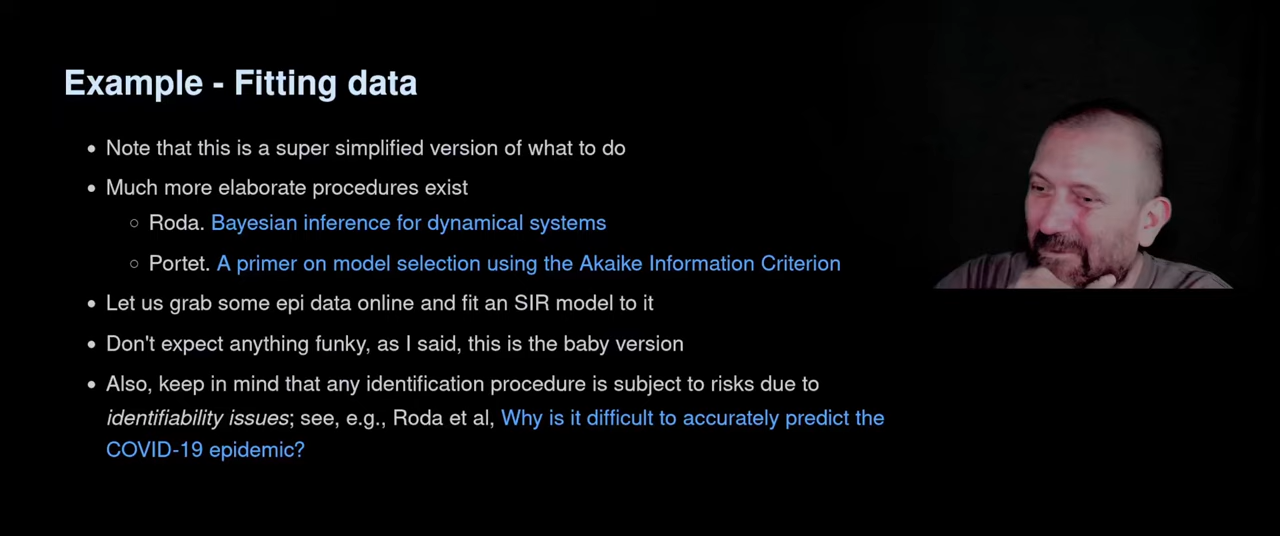 Example - Fitting data
• Note that this is a super simplified version of what to do
• Much more elaborate procedures exist
○ Roda. Bayesian inference for dynamical systems
○ Portet. A primer on model selection using the Akaike Information Criterion
• Let us grab some epi data online and fit an SIR model to it
• Don't expect anything funky, as I said, this is the baby version
• Also, keep in mind that any identification procedure is subject to risks due to
identifiability issues; see, e.g., Roda et al, Why is it difficult to accurately predict the
COVID-19 epidemic?